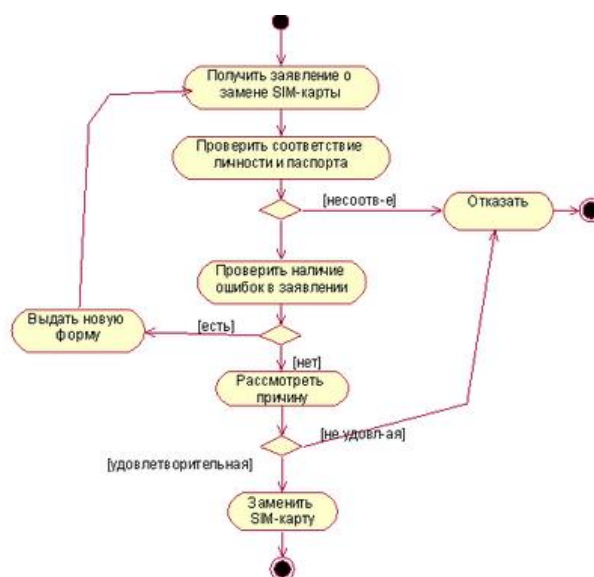 Получить заявление о
замене SIM-карты
Проверить соответствие
личности и паспорта
[несоотв-е]
Отказать
Проверить наличие
ошибок в заявлении
Выдать новую
форму
[есть]
[нет]
Рассмотреть
причину
[не удовл-ая]
[удовлетворительная]
Заменить
SIM-карту